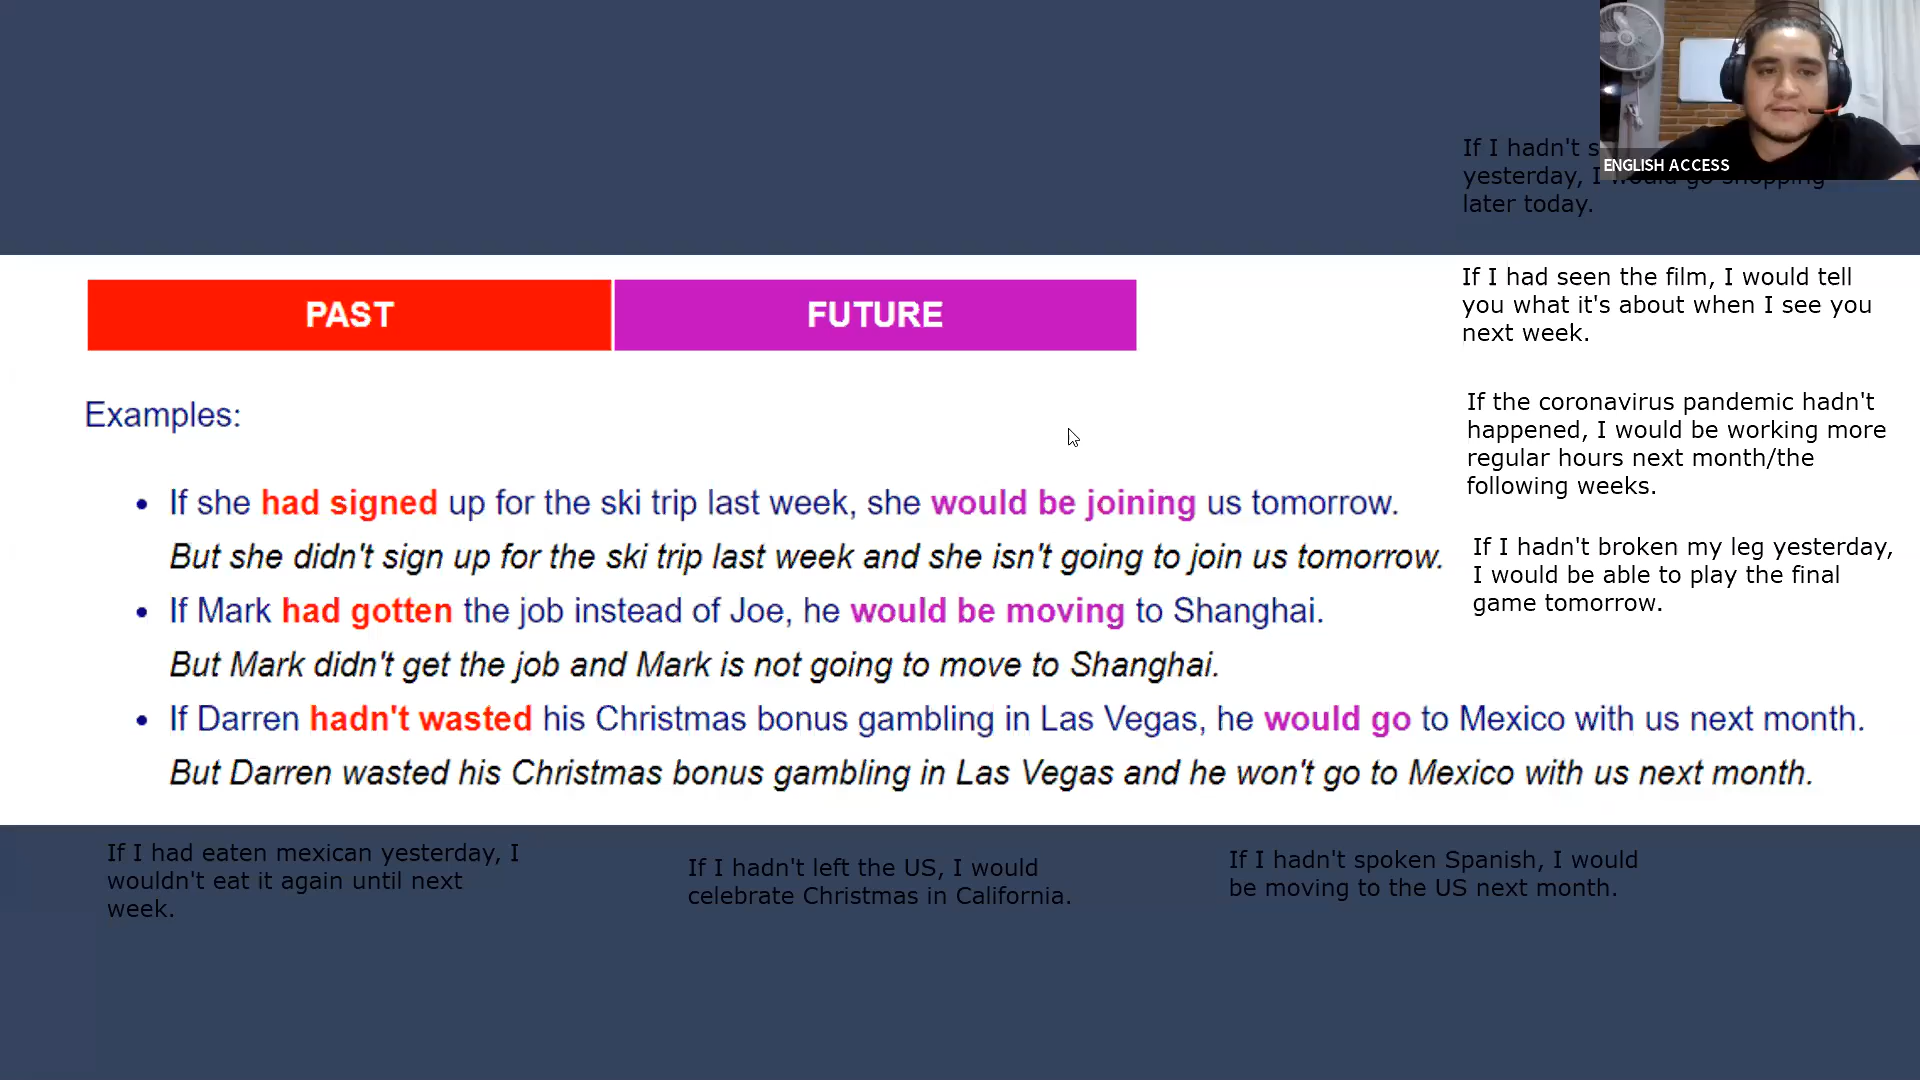 If I hadn't s
ENGLISH ACCESS
yesterday, I would go shopping
later today.
PAST
FUTURE
If I had seen the film, I would tell
you what it's about when I see you
next week.
Examples:
If the coronavirus pandemic hadn't
happened, I would be working more
regular hours next month/the
following weeks.
• If she had signed up for the ski trip last week, she would be joining us tomorrow.
But she didn't sign up for the ski trip last week and she isn't going to join us tomorrow.
If I hadn't broken my leg yesterday,
I would be able to play the final
game tomorrow.
• If Mark had gotten the job instead of Joe, he would be moving to Shanghai.
But Mark didn't get the job and Mark is not going to move to Shanghai.
• If Darren hadn't wasted his Christmas bonus gambling in Las Vegas, he would go to Mexico with us next month.
But Darren wasted his Christmas bonus gambling in Las Vegas and he won't go to Mexico with us next month.
If I had eaten mexican yesterday, I
wouldn't eat it again until next
week.
If I hadn't left the US, I would
celebrate Christmas in California.
If I hadn't spoken Spanish, I would
be moving to the US next month.